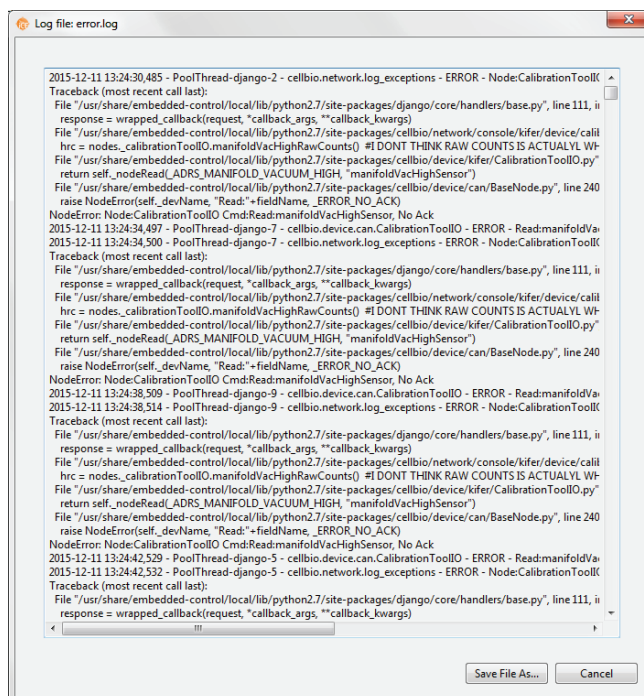 Log file: error.log
2015-12-11 13:24:30,485 - PoolThread-django-2 - cellbio.network.log_exceptions - ERROR - Node:CalibrationToolIO
Traceback (most recent call last):
File "/usr/share/embedded-control/local/lib/python2.7/site-packages/django/core/handlers/base.py", line 111, in
response = wrapped_callback(request, *callback_args, **callback_kwargs)
File "/usr/share/embedded-control/local/lib/python2.7/site-packages/cellbio/network/console/kifer/device/calib
hrc = nodes._calibrationToolIO.manifoldVacHighRawCounts() #I DONT THINK RAW COUNTS IS ACTUALYL WH
File "/usr/share/embedded-control/local/lib/python2.7/site-packages/cellbio/device/kifer/CalibrationToolIO.py"
return self._nodeRead(_ADRS_MANIFOLD_VACUUM_HIGH, "manifoldVacHighSensor")
File "/usr/share/embedded-control/local/lib/python2.7/site-packages/cellbio/device/can/BaseNode.py", line 240
raise NodeError(self._devName, "Read:"+fieldName, _ERROR_NO_ACK)
NodeError: Node:CalibrationToolIO Cmd:Read:manifoldVacHighSensor, No Ack
2015-12-11 13:24:34,497 - PoolThread-django-7 - cellbio.device.can.CalibrationToolIO - ERROR - Read:manifoldVac
2015-12-11 13:24:34,500 - PoolThread-django-7 - cellbio.network.log_exceptions - ERROR - Node:CalibrationToolIO
Traceback (most recent call last):
File "/usr/share/embedded-control/local/lib/python2.7/site-packages/django/core/handlers/base.py", line 111, in
response = wrapped_callback(request, *callback_args, **callback_kwargs)
File "/usr/share/embedded-control/local/lib/python2.7/site-packages/cellbio/network/console/kifer/device/calib
hrc = nodes._calibrationToolIO.manifoldVacHighRawCounts() #I DONT THINK RAW COUNTS IS ACTUALYL WH
File "/usr/share/embedded-control/local/lib/python2.7/site-packages/cellbio/device/kifer/CalibrationToolIO.py"
return self._nodeRead(_ADRS_MANIFOLD_VACUUM_HIGH, "manifoldVacHighSensor")
File "/usr/share/embedded-control/local/lib/python2.7/site-packages/cellbio/device/can/BaseNode.py", line 240
raise NodeError(self._devName, "Read:"+fieldName, _ERROR_NO_ACK)
NodeError: Node:CalibrationToolIO Cmd:Read:manifoldVacHighSensor, No Ack
2015-12-11 13:24:38,509 - PoolThread-django-9 - cellbio.device.can.CalibrationToolIO - ERROR - Read:manifoldVac
2015-12-11 13:24:38,514 - PoolThread-django-9 - cellbio.network.log_exceptions - ERROR - Node:CalibrationToolIO
Traceback (most recent call last):
File "/usr/share/embedded-control/local/lib/python2.7/site-packages/django/core/handlers/base.py", line 111, in
response = wrapped_callback(request, *callback_args, **callback_kwargs)
File "/usr/share/embedded-control/local/lib/python2.7/site-packages/cellbio/network/console/kifer/device/calib
hrc = nodes._calibrationToolIO.manifoldVacHighRawCounts() #I DONT THINK RAW COUNTS IS ACTUALYL WH
File "/usr/share/embedded-control/local/lib/python2.7/site-packages/cellbio/device/kifer/CalibrationToolIO.py"
return self._nodeRead(_ADRS_MANIFOLD_VACUUM_HIGH, "manifoldVacHighSensor")
File "/usr/share/embedded-control/local/lib/python2.7/site-packages/cellbio/device/can/BaseNode.py", line 240
raise NodeError(self._devName, "Read:"+fieldName, _ERROR_NO_ACK)
NodeError: Node:CalibrationToolIO Cmd:Read:manifoldVacHighSensor, No Ack
2015-12-11 13:24:42,529 - PoolThread-django-5 - cellbio.device.can.CalibrationToolIO - ERROR - Read:manifoldVac
2015-12-11 13:24:42,532 - PoolThread-django-5 - cellbio.network.log_exceptions - ERROR - Node:CalibrationToolIO
Traceback (most recent call last):
File "/usr/share/embedded-control/local/lib/python2.7/site-packages/django/core/handlers/base.py", line 111, in
response = wrapped_callback(request, *callback_args, **callback_kwargs)
Save File As...
Cancel